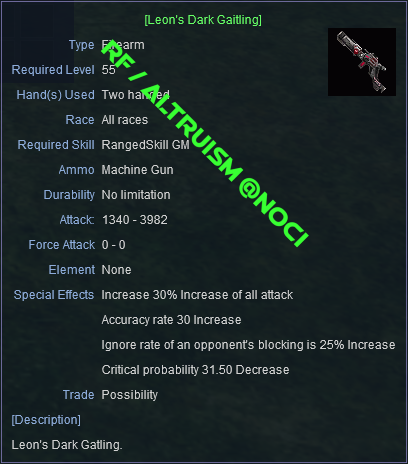 [Leon's Dark Gaitling]
Type Firearm
Required Level 55
Hand(s) Used Two handed
Race All races
Required Skill RangedSkill GM
Ammo Machine Gun
Durability No limitation
Attack: 1340 - 3982
Force Attack 0 - 0
Element None
Special Effects Increase 30% Increase of all attack
Accuracy rate 30 Increase
Ignore rate of an opponent's blocking is 25% Increase
Critical probability 31.50 Decrease
Trade Possibility
[Description]
Leon's Dark Gatling.
RF / ALTRUISM @NOCI